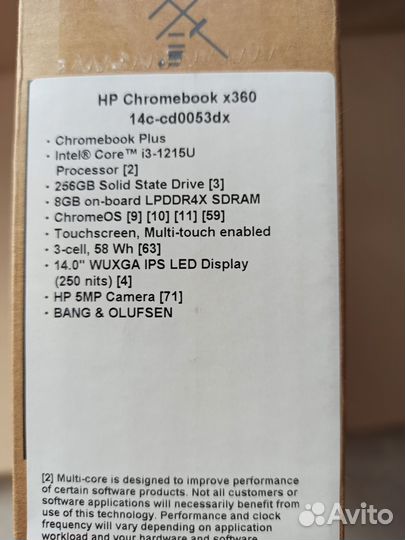 HP Chromebook x360
14c-cd0053dx
· Chromebook Plus
· Intel® Core™ i3-1215U
Processor [2]
· 256GB Solid State Drive [3]
· 8GB on-board LPDDR4X SDRAM
· ChromeOS [9] [10] [11] [59]
· Touchscreen, Multi-touch enabled
· 3-cell, 58 Wh [63]
· 14.0" WUXGA IPS LED Display
(250 nits) [4]
· HP 5MP Camera [71]
· BANG & OLUFSEN
[2] Multi-core is designed to improve performance
of certain software products. Not all customers or
software applications will necessarily benefit from
use of this technology. Performance and clock
frequency will vary depending on application
workload and your hardware and software
Avito